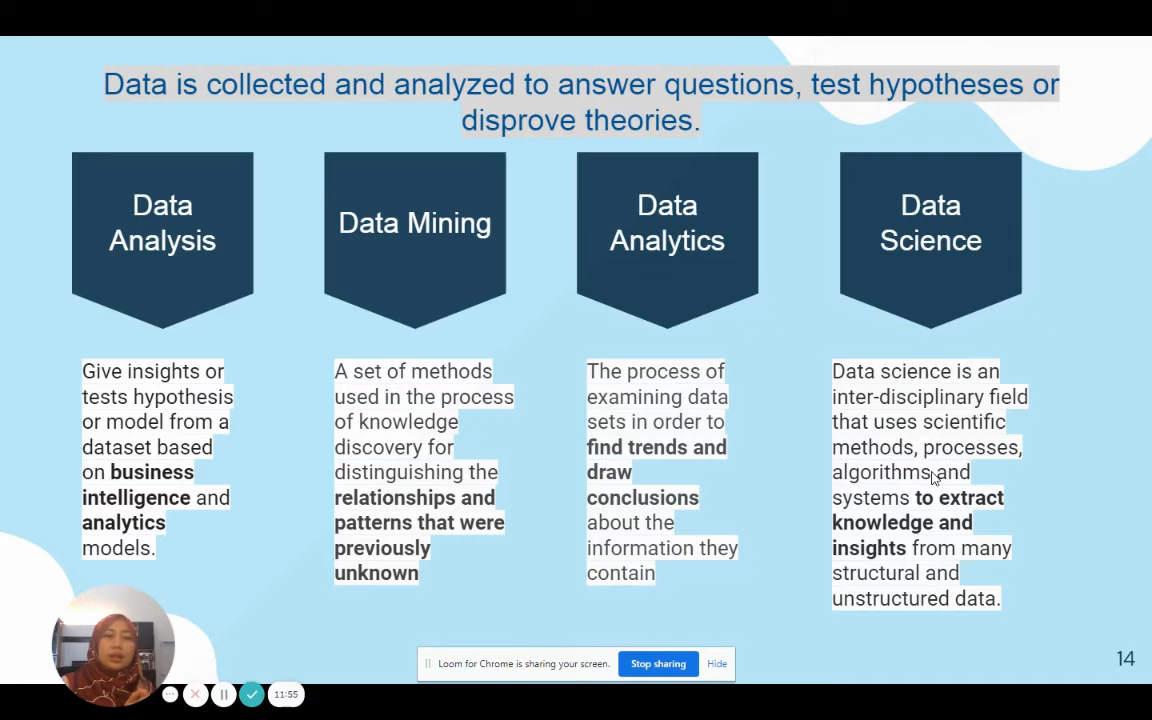 Data is collected and analyzed to answer questions, test hypotheses or
disprove theories.
Data
Analysis
Data Mining
Data
Analytics
Data
Science
Give insights or
tests hypothesis
or model from a
dataset based
on business
intelligence and
analytics
models.
A set of methods
used in the process
of knowledge
discovery for
distinguishing the
relationships and
patterns that were
previously
unknown
The process of
examining data
sets in order to
find trends and
draw
conclusions
about the
information they
contain
Data science is an
inter-disciplinary field
that uses scientific
methods, processes,
algorithms and
systems to extract
knowledge and
insights from many
structural and
unstructured data.
Loom for Chrome is sharing your screen.
Stop sharing
Hide
14
11:55